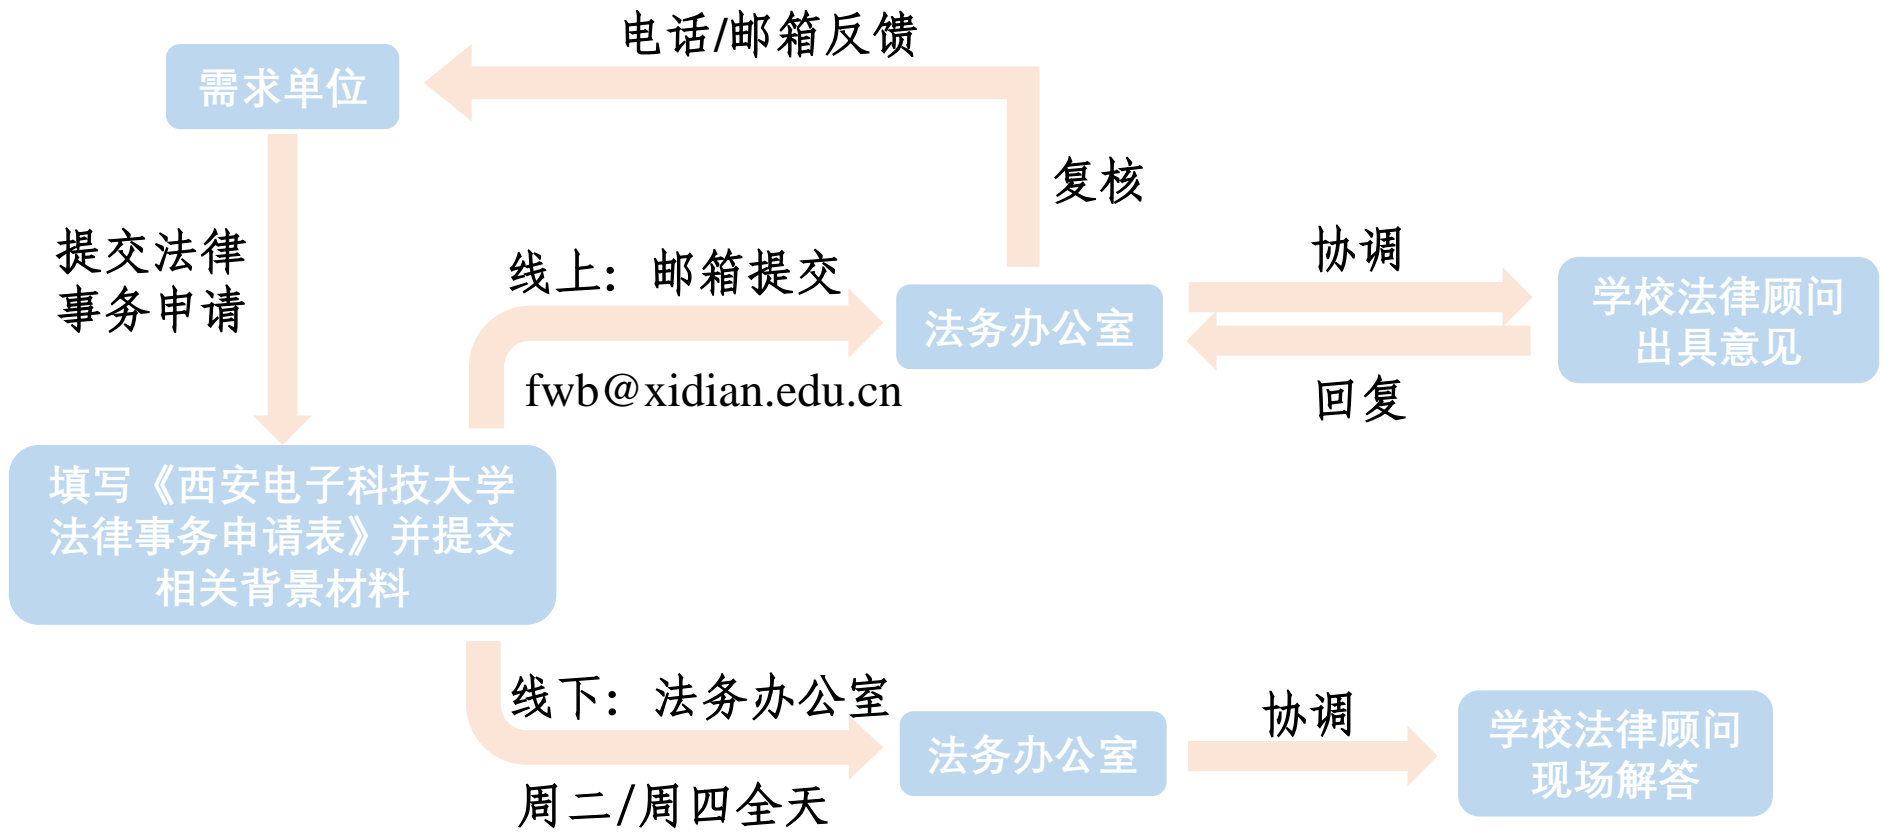 电话/邮箱反馈
需求单位
复核
提交法律
事务申请
线上：邮箱提交
协调
法务办公室
学校法律顾问
出具意见
fwb@xidian.edu.cn
回复
填写《西安电子科技大学
法律事务申请表》并提交
相关背景材料
线下：法务办公室
协调
法务办公室
学校法律顾问
现场解答
周二/周四全天